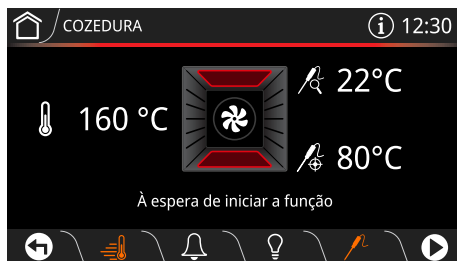 COZEDURA
i 12:30
22°C
160 °C
80°C
À espera de iniciar a função